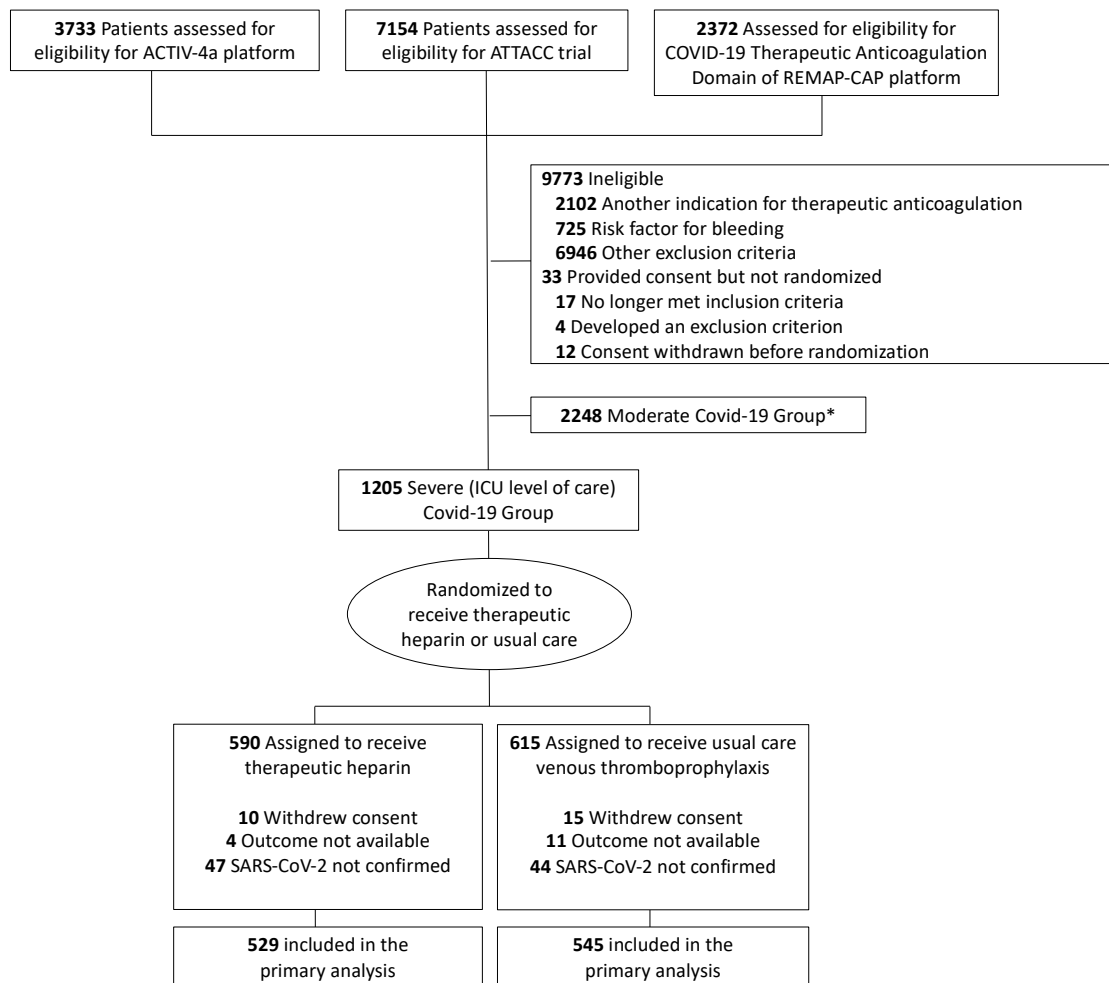 3733 Patients assessed for
eligibility for ACTIV-4a platform
7154 Patients assessed for
eligibility for ATTACC trial
2372 Assessed for eligibility for
COVID-19 Therapeutic Anticoagulation
Domain of REMAP-CAP platform
9773 Ineligible
2102 Another indication for therapeutic anticoagulation
725 Risk factor for bleeding
6946 Other exclusion criteria
33 Provided consent but not randomized
17 No longer met inclusion criteria
4 Developed an exclusion criterion
12 Consent withdrawn before randomization
2248 Moderate Covid-19 Group*
1205 Severe (ICU level of care)
Covid-19 Group
Randomized to
receive therapeutic
heparin or usual care
590 Assigned to receive
therapeutic heparin
10 Withdrew consent
4 Outcome not available
47 SARS-CoV-2 not confirmed
615 Assigned to receive usual care
venous thromboprophylaxis
15 Withdrew consent
11 Outcome not available
44 SARS-CoV-2 not confirmed
529 included in the
primary analysis
545 included in the
primary analysis